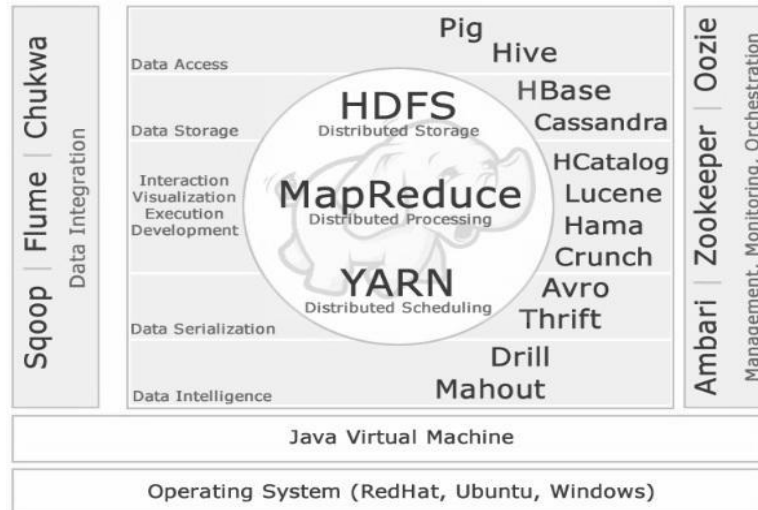 Sqoop | Flume | Chukwa
Data Integration
Pig
Hive
Data Access
HDFS
Distributed Storage
HBase
Cassandra
Data Storage
Interaction
Visualization
Execution
Development
MapReduce
Distributed Processing
HCatalog
Lucene
Hama
Crunch
YARN
Distributed Scheduling
Avro
Thrift
Data Serialization
Drill
Mahout
Data Intelligence
Ambari | Zookeeper | Oozie
Management, Monitoring, Orchestration
Java Virtual Machine
Operating System (RedHat, Ubuntu, Windows)